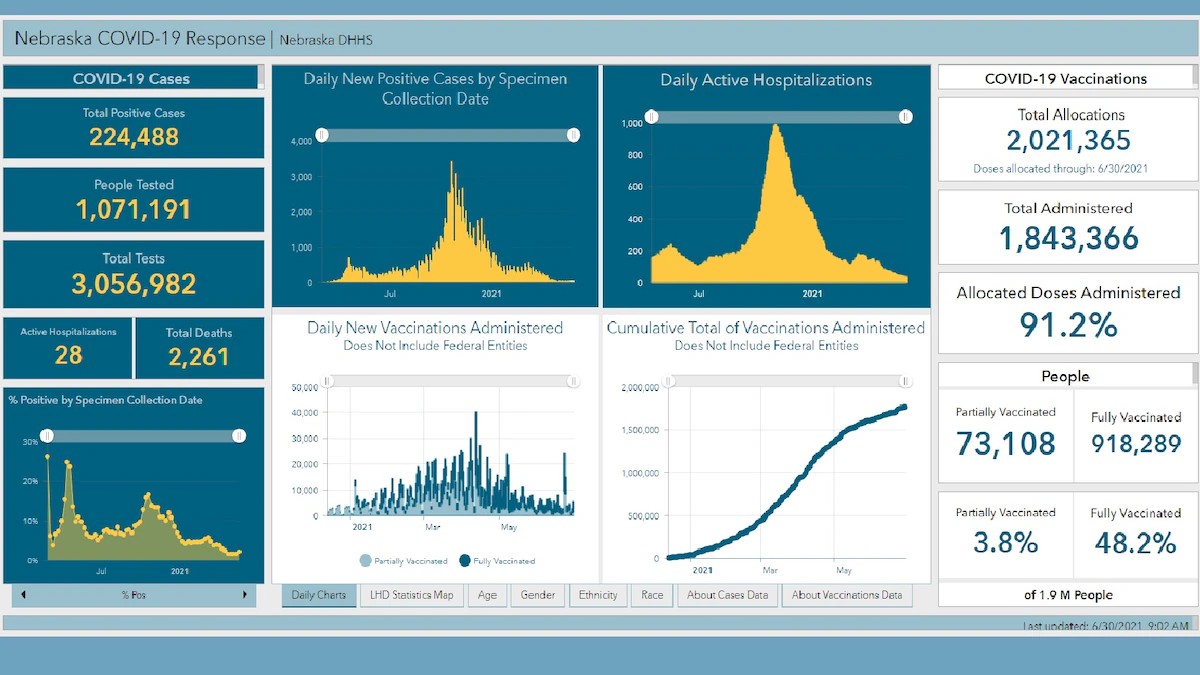 Nebraska COVID-19 Response | Nebraska DHHS
COVID-19 Cases
Total Positive Cases
224,488
People Tested
1,071,191
Total Tests
3,056,982
Active Hospitalizations
28
Total Deaths
2,261
% Positive by Specimen Collection Date
30%
20%
10%
0%
Jul
2021
% Pos
Daily New Positive Cases by Specimen
Collection Date
4,000
3,000
2,000
1,000
0
Jul
2021
Daily Active Hospitalizations
1,000
800
600
400
200
0
Jul
2021
Daily New Vaccinations Administered
Does Not Include Federal Entities
50,000
40,000
30,000
20,000
10,000
0
2021
Mar
May
Partially Vaccinated
Fully Vaccinated
Cumulative Total of Vaccinations Administered
Does Not Include Federal Entities
2,000,000
1,500,000
1,000,000
500,000
0
2021
Mar
May
Daily Charts
LHD Statistics Map
Age
Gender
Ethnicity
Race
About Cases Data
About Vaccinations Data
COVID-19 Vaccinations
Total Allocations
2,021,365
Doses allocated through: 6/30/2021
Total Administered
1,843,366
Allocated Doses Administered
91.2%
People
Partially Vaccinated
73,108
Fully Vaccinated
918,289
Partially Vaccinated
3.8%
Fully Vaccinated
48.2%
of 1.9 M People
Last updated: 6/30/2021 9:02 AM